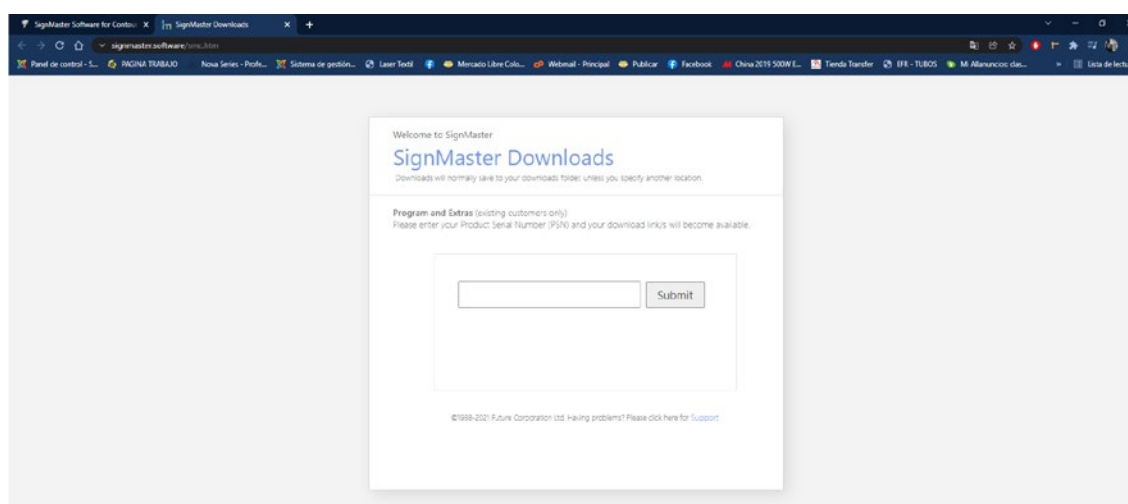 SignMaster Software for Contou X
SignMaster Downloads X +
signmaster.software/smc.htm
Panel de control - S... PAGINA TRABAJO Nova Series - Profe... Sistema de gestión... Laser Textil Mercado Libre Colo... Webmail - Principal Publicar Facebook China 2019 500W E... Tienda Transfer EFR - TUBOS Mi Allanuncios: clas... » Lista de lectu
Welcome to SignMaster
SignMaster Downloads
Downloads will normally save to your downloads folder, unless you specify another location.
Program and Extras (existing customers only)
Please enter your Product Serial Number (PSN) and your download link/s will become available.
Submit
©1998-2021 Future Corporation Ltd. Having problems? Please click here for Support